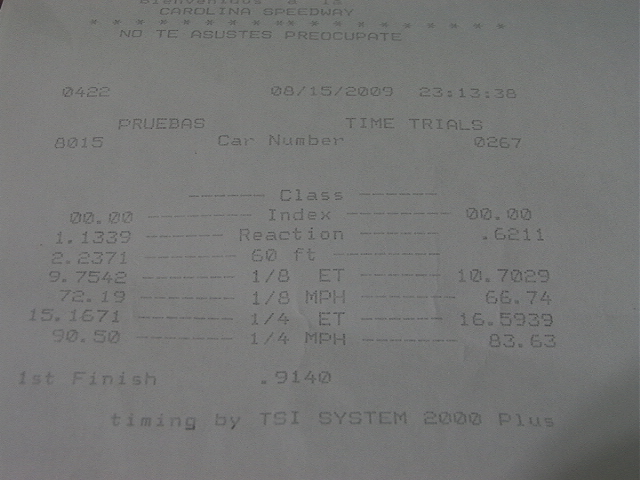 Bienvenidos a la
CAROLINA SPEEDWAY
* * * * * * * * * * * * * * * * * *
NO TE ASUSTES PREOCUPATE
0422 08/15/2009 23:13:38
PRUEBAS TIME TRIALS
8015 Car Number 0267
------- Class ------
00.00 ------- Index ------- 00.00
1.1339 ------- Reaction ------- .6211
2.2371 ------- 60 ft -------
9.7542 ------- 1/8 ET ------- 10.7029
72.19 ------- 1/8 MPH ------- 66.74
15.1671 ------- 1/4 ET ------- 16.5939
90.50 ------- 1/4 MPH ------- 83.63
1st Finish .9140
timing by TSI SYSTEM 2000 Plus